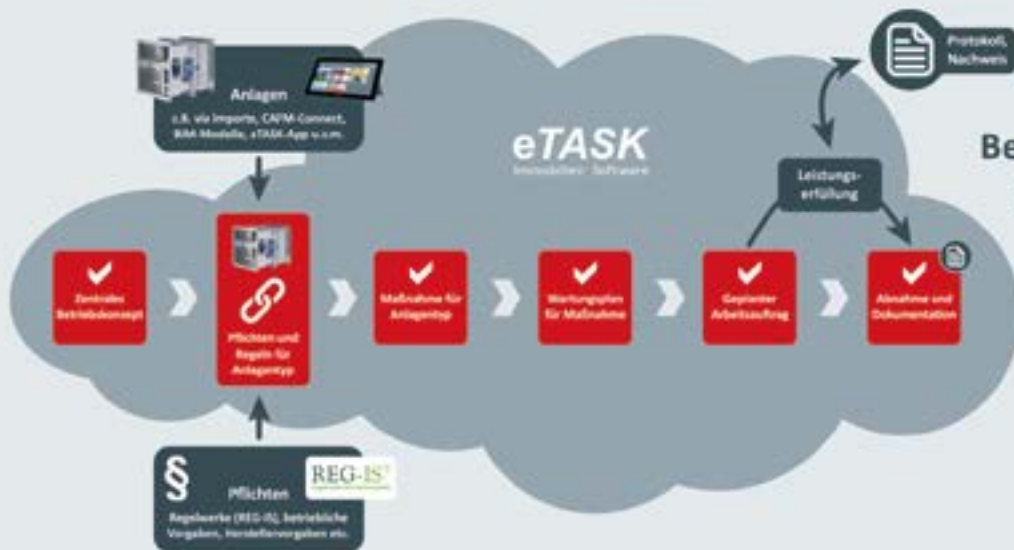 Anlagen
z.B. via Importe, CAFM-Connect,
BIM-Modelle, eTASK-App u.v.m.
Protokoll,
Nachweis
eTASK
Immobilien Software
Be
Leistungs-
erfüllung
Zentrales
Betriebskonzept
Pflichten und
Regeln für
Anlagentyp
Maßnahme für
Anlagentyp
Wartungsplan
für Maßnahme
Geplanter
Arbeitsauftrag
Abnahme und
Dokumentation
§
Pflichten
REG-IS
Regelwerke (REG-IS), betriebliche
Vorgaben, Herstellervorgaben etc.